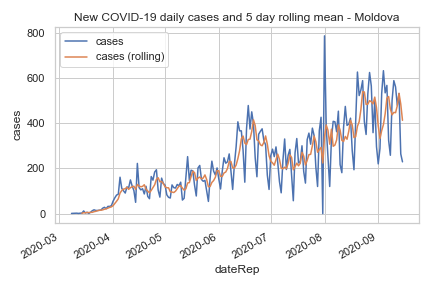 New COVID-19 daily cases and 5 day rolling mean - Moldova
cases
cases (rolling)
800
600
400
200
0
cases
2020-03
2020-04
2020-05
2020-06
2020-07
2020-08
2020-09
dateRep